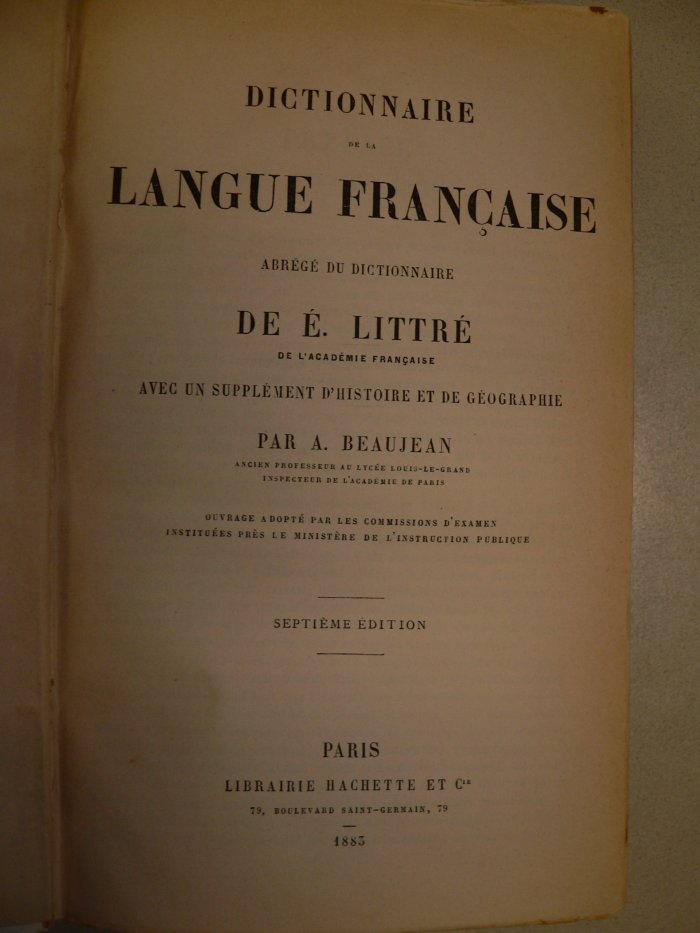 DICTIONNAIRE
DE LA
LANGUE FRANÇAISE
ABRÉGÉ DU DICTIONNAIRE
DE É. LITTRÉ
DE L'ACADÉMIE FRANÇAISE
AVEC UN SUPPLÉMENT D'HISTOIRE ET DE GÉOGRAPHIE
PAR A. BEAUJEAN
ANCIEN PROFESSEUR AU LYCÉE LOUIS-LE-GRAND
INSPECTEUR DE L'ACADÉMIE DE PARIS
OUVRAGE ADOPTÉ PAR LES COMMISSIONS D'EXAMEN
INSTITUÉES PRÈS LE MINISTÈRE DE L'INSTRUCTION PUBLIQUE
SEPTIÈME ÉDITION
PARIS
LIBRAIRIE HACHETTE ET Cie
79, BOULEVARD SAINT-GERMAIN, 79
1883